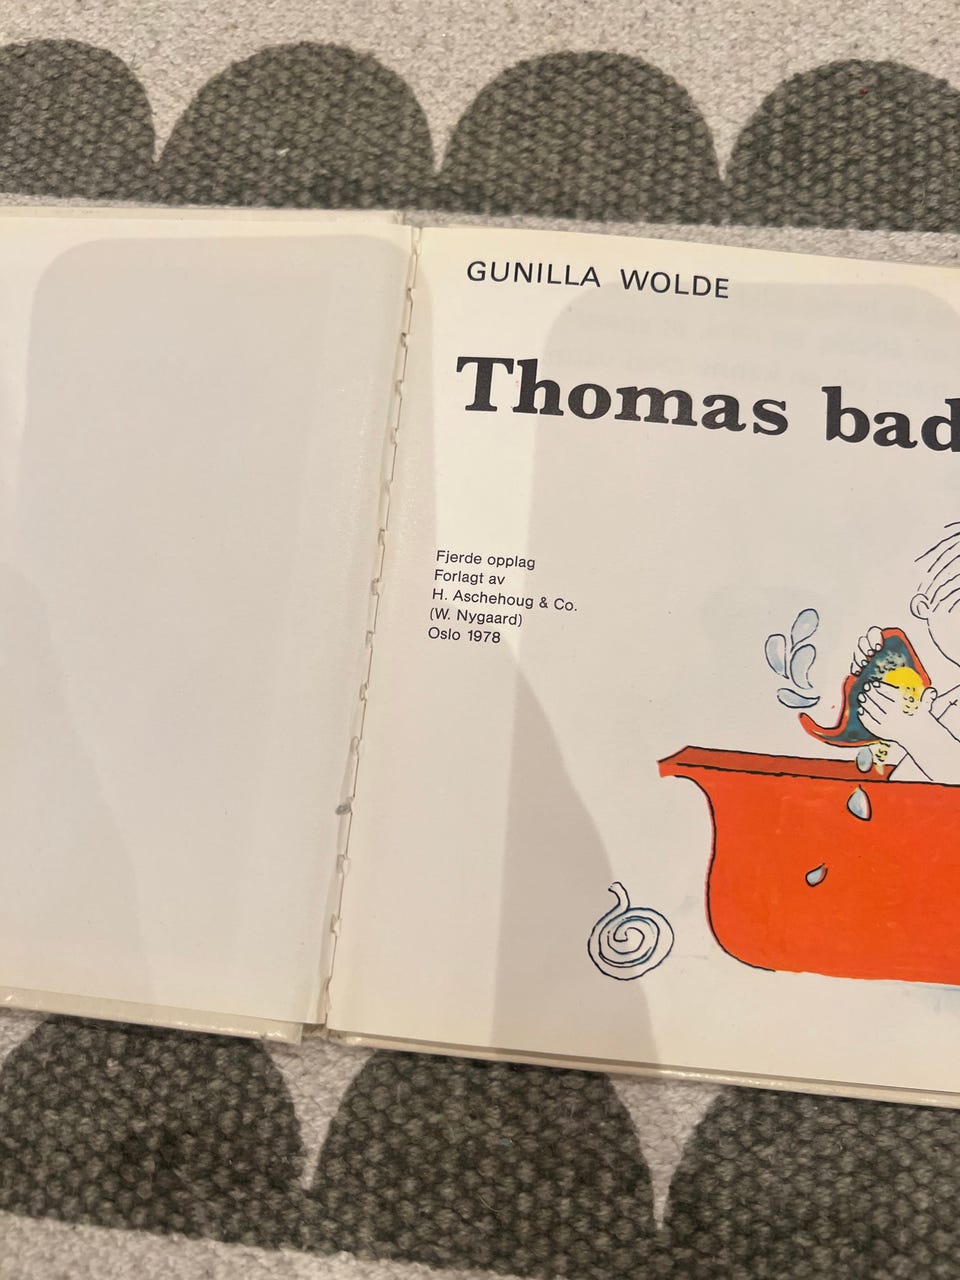 GUNILLA WOLDE
Thomas bad
Fjerde opplag
Forlagt av
H. Aschehoug & Co.
(W. Nygaard)
Oslo 1978